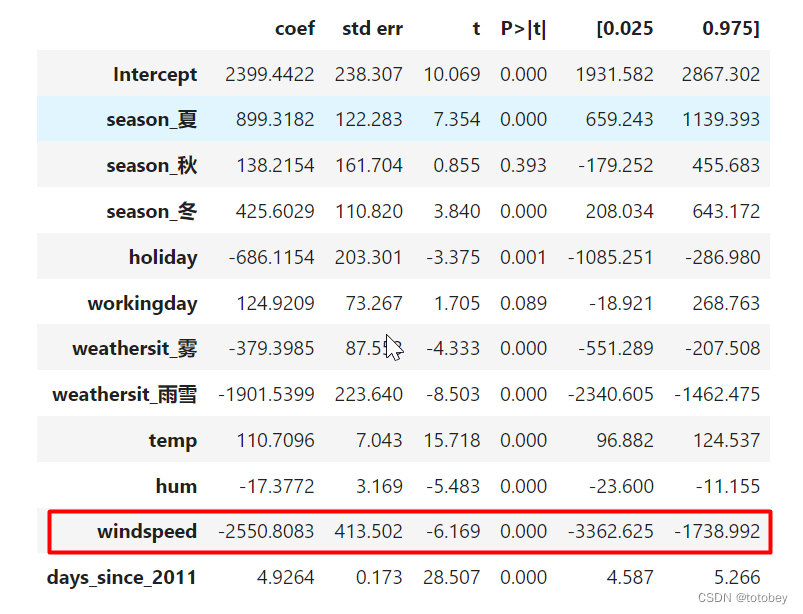 coef std err t P>|t| [0.025 0.975]
Intercept 2399.4422 238.307 10.069 0.000 1931.582 2867.302
season_夏 899.3182 122.283 7.354 0.000 659.243 1139.393
season_秋 138.2154 161.704 0.855 0.393 -179.252 455.683
season_冬 425.6029 110.820 3.840 0.000 208.034 643.172
holiday -686.1154 203.301 -3.375 0.001 -1085.251 -286.980
workingday 124.9209 73.267 1.705 0.089 -18.921 268.763
weathersit_雾 -379.3985 -4.333 0.000 -551.289 -207.508
weathersit_雨雪 -1901.5399 223.640 -8.503 0.000 -2340.605 -1462.475
temp 110.7096 7.043 15.718 0.000 96.882 124.537
hum -17.3772 3.169 -5.483 0.000 -23.600 -11.155
windspeed -2550.8083 413.502 -6.169 0.000 -3362.625 -1738.992
days_since_2011 4.9264 0.173 28.507 0.000 4.587 5.266
CSDN @totobey